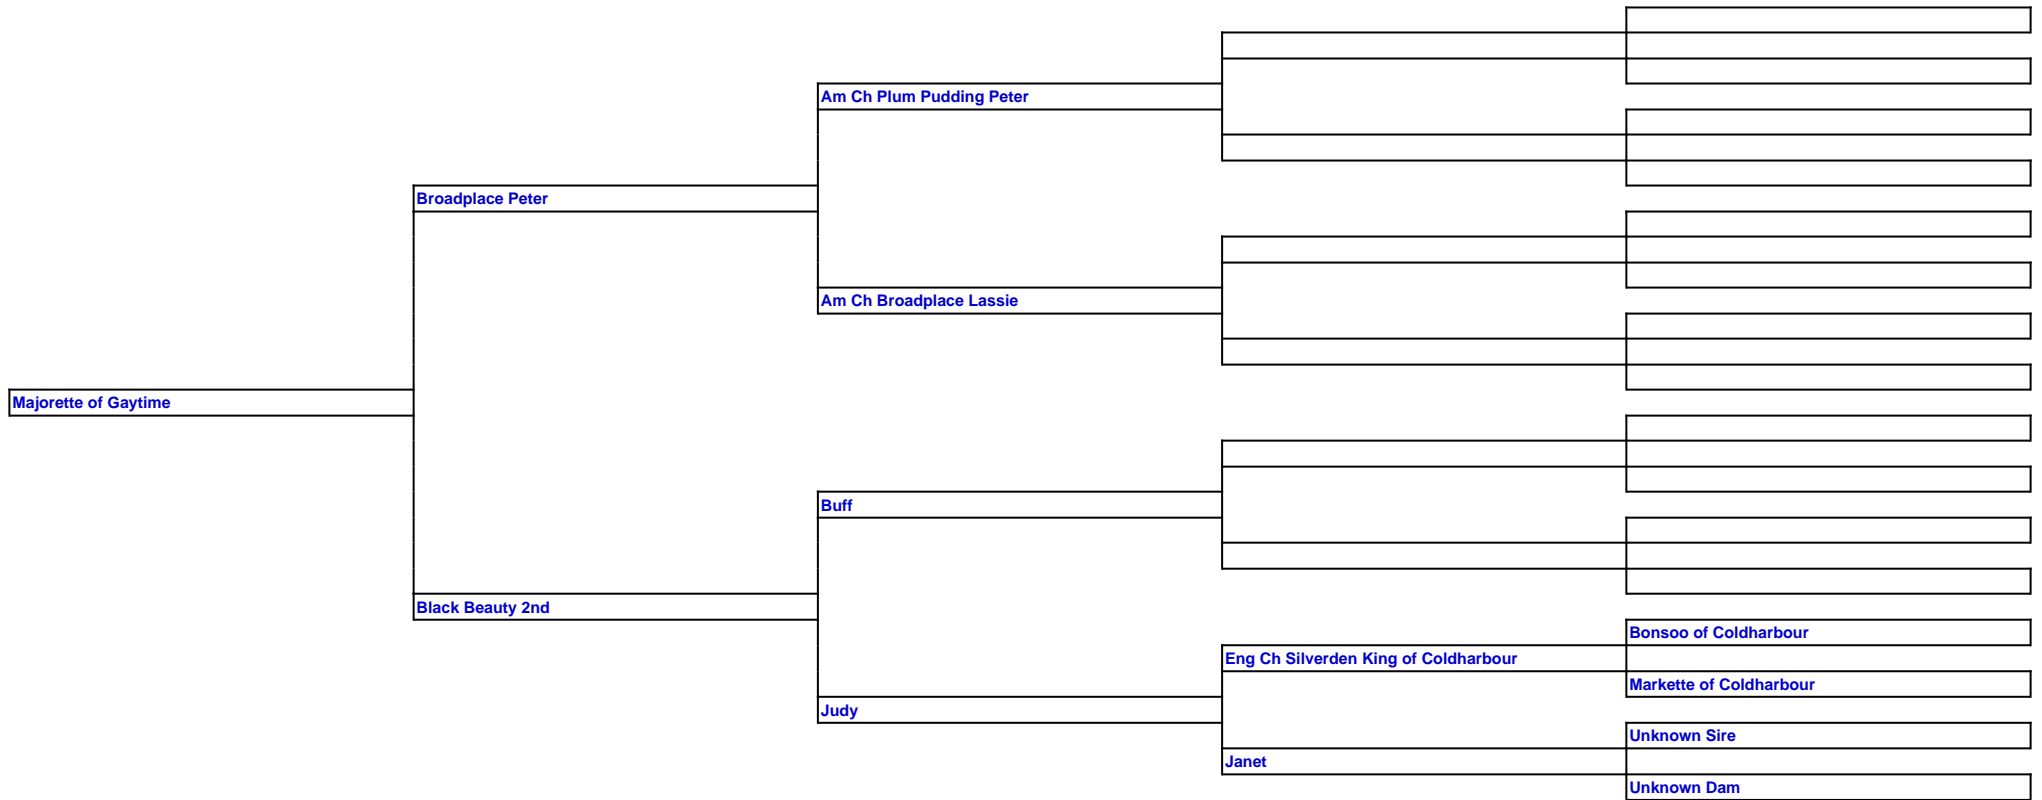 Am Ch Plum Pudding Peter
Broadplace Peter
Am Ch Broadplace Lassie
Majorette of Gaytime
Buff
Black Beauty 2nd
Bonsoo of Coldharbour
Eng Ch Silverden King of Coldharbour
Markette of Coldharbour
Judy
Unknown Sire
Janet
Unknown Dam